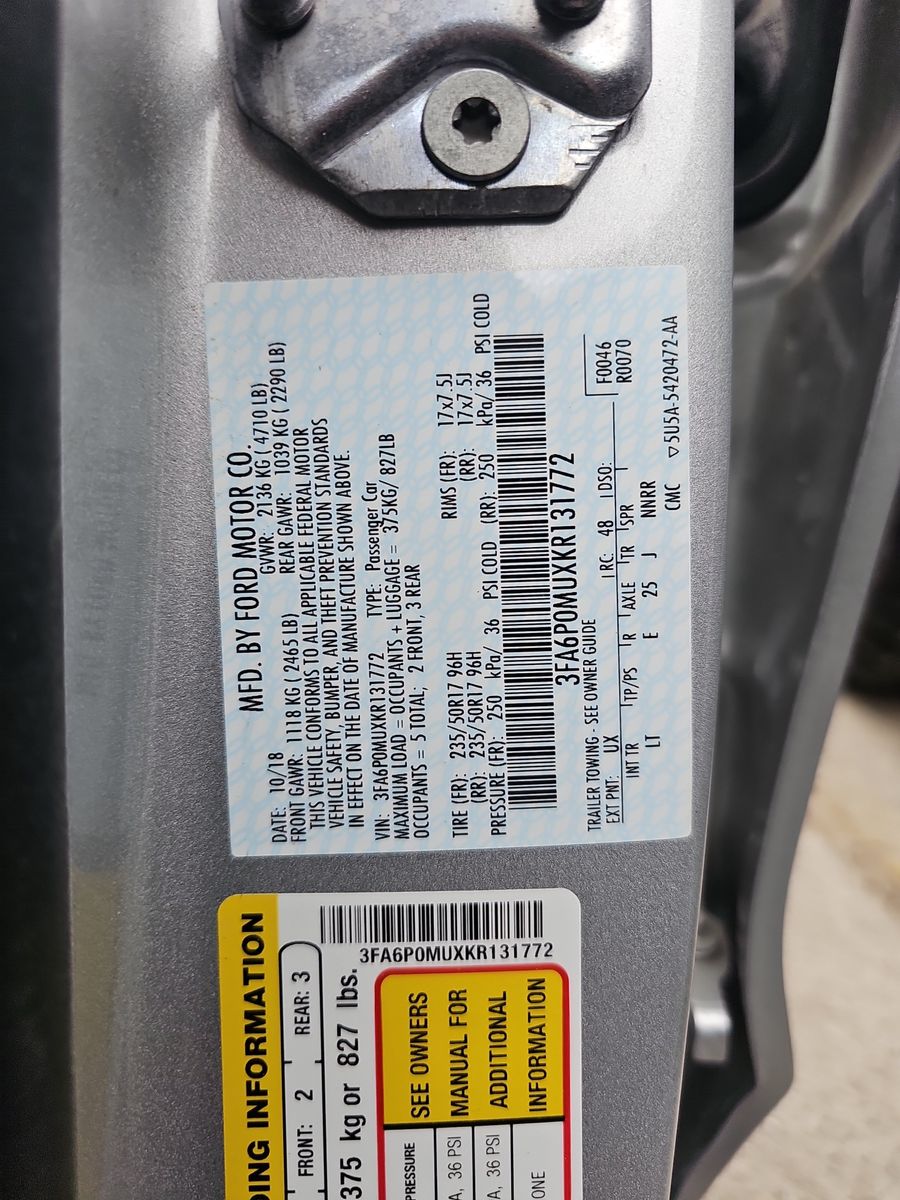 MFD. BY FORD MOTOR CO.
DATE: 10/18 GVWR: 2136 KG ( 4710 LB)
FRONT GAWR: 1118 KG ( 2465 LB) REAR GAWR: 1039 KG ( 2290 LB)
THIS VEHICLE CONFORMS TO ALL APPLICABLE FEDERAL MOTOR
VEHICLE SAFETY, BUMPER, AND THEFT PREVENTION STANDARDS
IN EFFECT ON THE DATE OF MANUFACTURE SHOWN ABOVE.
VIN: 3FA6P0MUXKR131772 TYPE: Passenger Car
MAXIMUM LOAD = OCCUPANTS + LUGGAGE = 375KG/ 827LB
OCCUPANTS = 5 TOTAL; 2 FRONT, 3 REAR
TIRE (FR): 235/50R17 96H RIMS (FR): 17x7.5J
(RR): 235/50R17 96H (RR): 17x7.5J
PRESSURE (FR): 250 kPa/ 36 PSI COLD (RR): 250 kPa/ 36 PSI COLD
3FA6P0MUXKR131772
F0046
R0070
TRAILER TOWING - SEE OWNER GUIDE
EXT PNT: UX RC: 48 DSO:
INT TR TP/PS R AXLE TR SPR
LT E 25 J NNRR
CMC ▽5U5A-5420472-AA
DING INFORMATION
FRONT: 2 REAR: 3
375 kg or 827 lbs.
3FA6P0MUXKR131772
PRESSURE
A, 36 PSI
A, 36 PSI
ONE
SEE OWNERS
MANUAL FOR
ADDITIONAL
INFORMATION